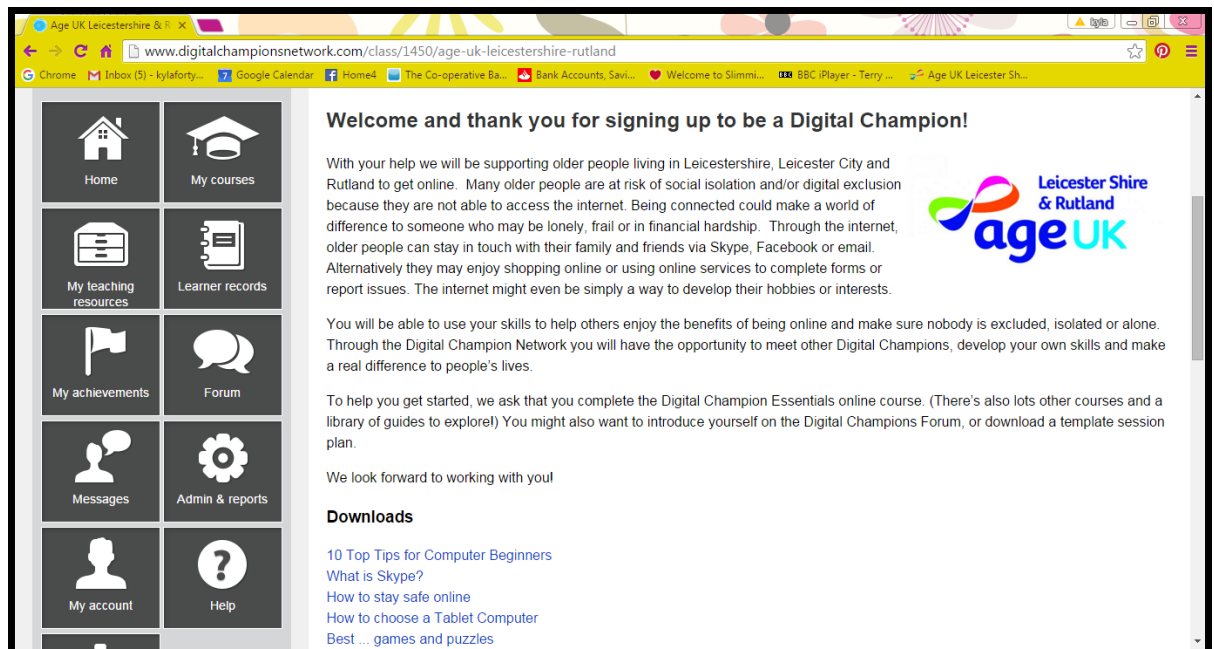 Age UK Leicestershire & R
kyla
www.digitalchampionsnetwork.com/class/1450/age-uk-leicestershire-rutland
Chrome Inbox (5) - kylaforty... Google Calendar Home4 The Co-operative Ba... Bank Accounts, Savi... Welcome to Slimmi... BBC iPlayer - Terry ... Age UK Leicester Sh...
Home
My courses
My teaching
resources
Learner records
My achievements
Forum
Messages
Admin & reports
My account
Help
Welcome and thank you for signing up to be a Digital Champion!
With your help we will be supporting older people living in Leicestershire, Leicester City and
Rutland to get online. Many older people are at risk of social isolation and/or digital exclusion
because they are not able to access the internet. Being connected could make a world of
difference to someone who may be lonely, frail or in financial hardship. Through the internet,
older people can stay in touch with their family and friends via Skype, Facebook or email.
Alternatively they may enjoy shopping online or using online services to complete forms or
report issues. The internet might even be simply a way to develop their hobbies or interests.
Leicester Shire
& Rutland
age UK
You will be able to use your skills to help others enjoy the benefits of being online and make sure nobody is excluded, isolated or alone.
Through the Digital Champion Network you will have the opportunity to meet other Digital Champions, develop your own skills and make
a real difference to people's lives.
To help you get started, we ask that you complete the Digital Champion Essentials online course. (There's also lots other courses and a
library of guides to explore!) You might also want to introduce yourself on the Digital Champions Forum, or download a template session
plan.
We look forward to working with you!
Downloads
10 Top Tips for Computer Beginners
What is Skype?
How to stay safe online
How to choose a Tablet Computer
Best ... games and puzzles